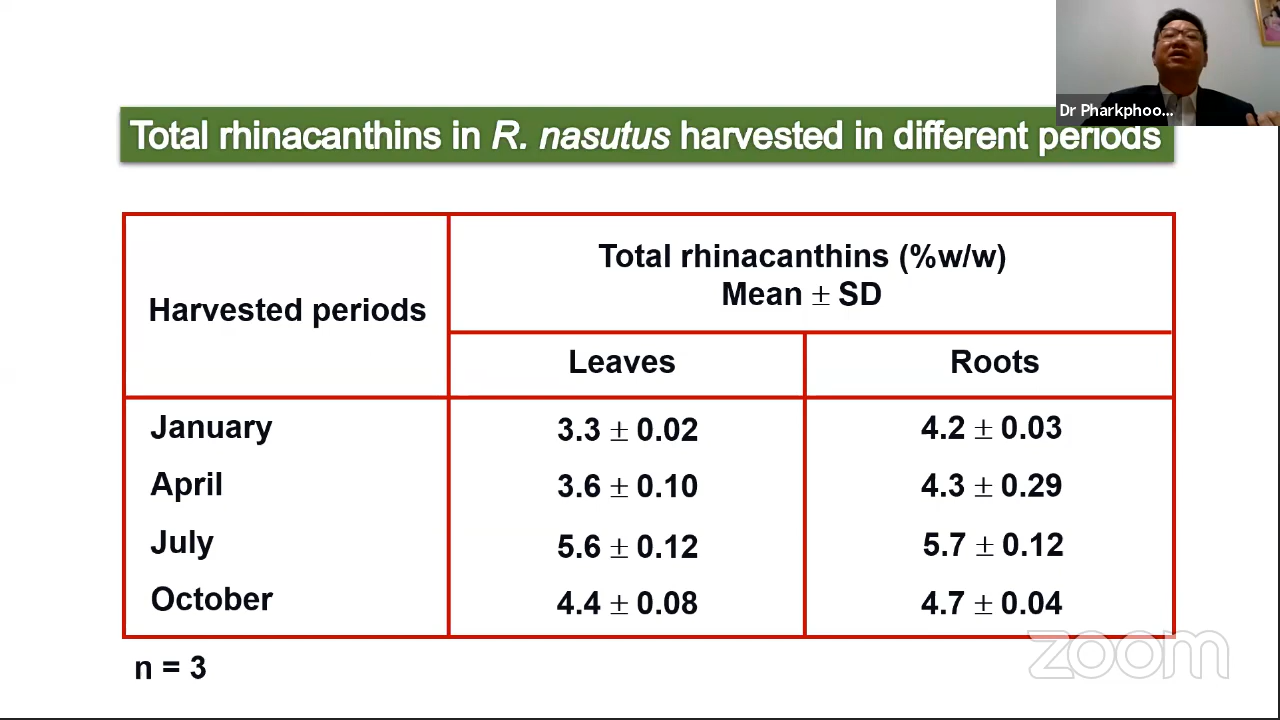 Dr Pharkphoo...
Total rhinacanthins in R. nasutus harvested in different periods
Harvested periods
Total rhinacanthins (%w/w)
Mean ± SD
Leaves
Roots
January
3.3 ± 0.02
4.2 ± 0.03
April
3.6 ± 0.10
4.3 ± 0.29
July
5.6 ± 0.12
5.7 ± 0.12
October
4.4 ± 0.08
4.7 ± 0.04
n = 3
zoom